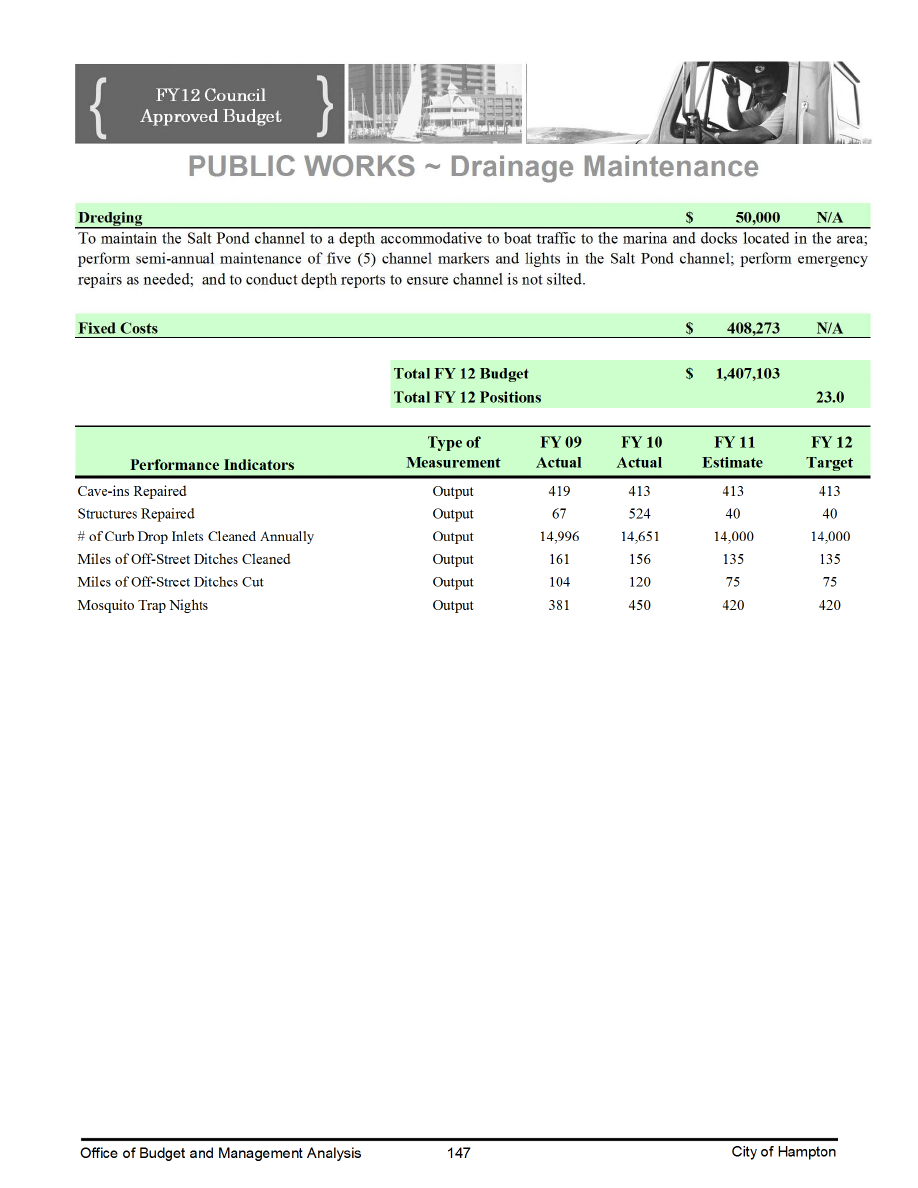 FY12 Council
Approved Budget
PUBLIC WORKS ~ Drainage Maintenance
Dredging $ 50,000 N/A
To maintain the Salt Pond channel to a depth accommodative to boat traffic to the marina and docks located in the area;
perform semi-annual maintenance of five (5) channel markers and lights in the Salt Pond channel; perform emergency
repairs as needed; and to conduct depth reports to ensure channel is not silted.
Fixed Costs $ 408,273 N/A
Total FY 12 Budget $ 1,407,103
Total FY 12 Positions 23.0
Performance Indicators Type of Measurement FY 09 Actual FY 10 Actual FY 11 Estimate FY 12 Target
Cave-ins Repaired Output 419 413 413 413
Structures Repaired Output 67 524 40 40
# of Curb Drop Inlets Cleaned Annually Output 14,996 14,651 14,000 14,000
Miles of Off-Street Ditches Cleaned Output 161 156 135 135
Miles of Off-Street Ditches Cut Output 104 120 75 75
Mosquito Trap Nights Output 381 450 420 420
Office of Budget and Management Analysis 147 City of Hampton